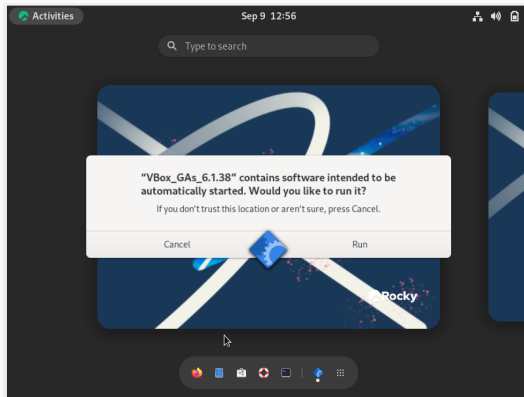 Activities
Sep 9 12:56
Type to search
“VBox_GAs_6.1.38” contains software intended to be
automatically started. Would you like to run it?
If you don’t trust this location or aren’t sure, press Cancel.
Cancel
Run
Rocky